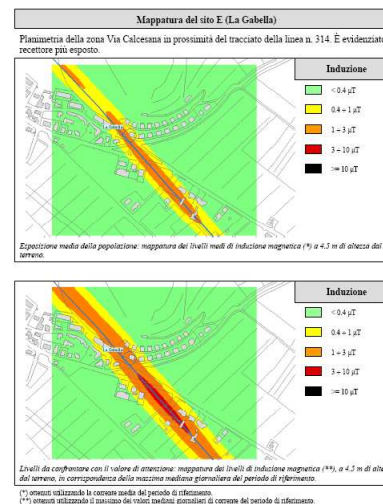 Mappatura del sito E (La Gabella)
Planimetria della zona Via Calcesana in prossimità del tracciato della linea n. 314. È evidenziato
recettore più esposto.
Induzione
< 0.4 µT
0.4 ÷ 1 µT
1 ÷ 3 µT
3 ÷ 10 µT
>= 10 µT
Esposizione media della popolazione: mappatura dei livelli medi di induzione magnetica (*) a 4.5 m di altezza dal
terreno.
Induzione
< 0.4 µT
0.4 ÷ 1 µT
1 ÷ 3 µT
3 ÷ 10 µT
>= 10 µT
Livelli da confrontare con il valore di attenzione: mappatura dei livelli di induzione magnetica (**), a 4.5 m di alte
dal terreno, in corrispondenza della massima mediana giornaliera del periodo di riferimento.
(*) ottenuti utilizzando la corrente media del periodo di riferimento.
(**) ottenuti utilizzando il massimo dei valori mediani giornalieri di corrente del periodo di riferimento.